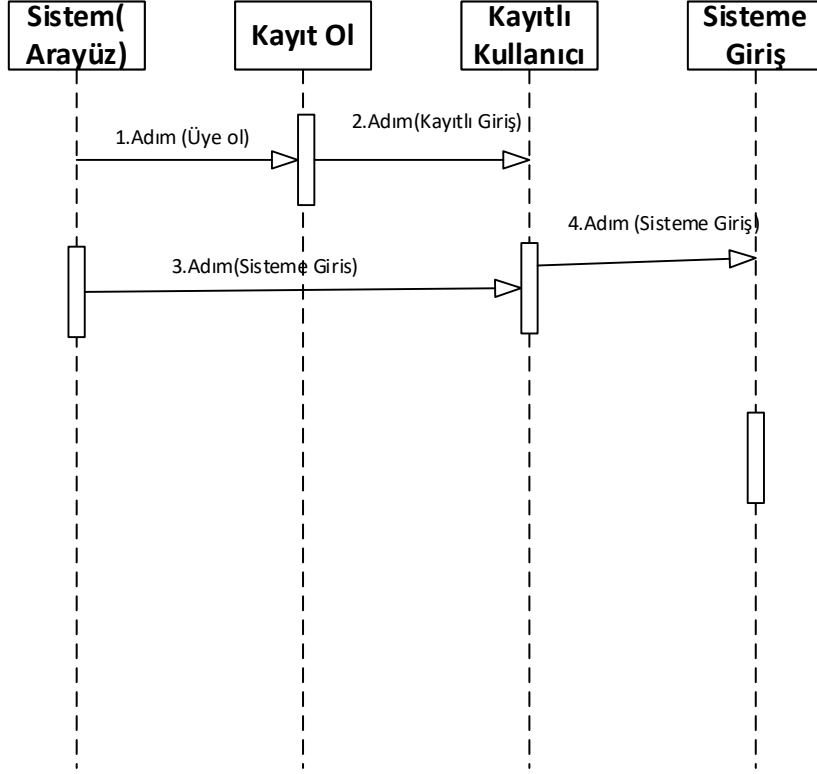 Sistem(
Arayüz)
Kayıt Ol
Kayıtlı
Kullanıcı
Sisteme
Giriş
1.Adım (Üye ol)
2.Adım(Kayıtlı Giriş)
4.Adım (Sisteme Giriş)
3.Adım(Sisteme Giris)